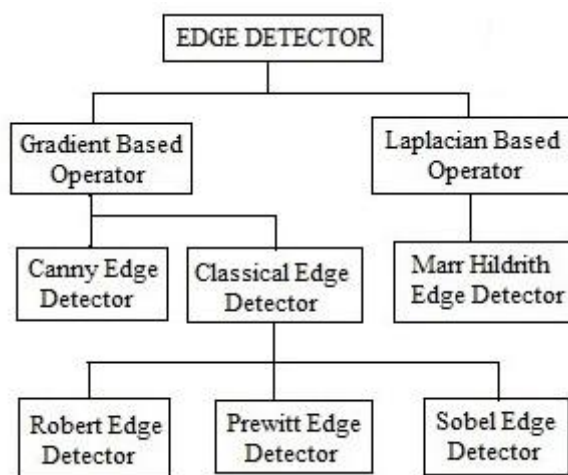 EDGE DETECTOR
Gradient Based
Operator
Laplacian Based
Operator
Canny Edge
Detector
Classical Edge
Detector
Marr Hildrith
Edge Detector
Robert Edge
Detector
Prewitt Edge
Detector
Sobel Edge
Detector